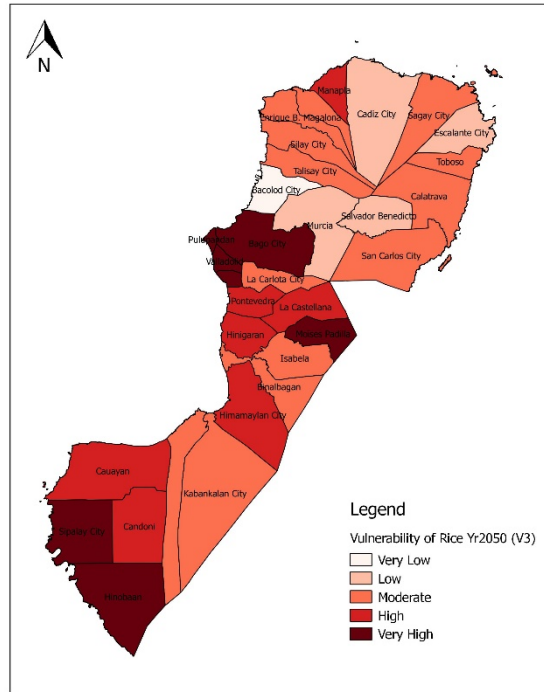 N
Manapla
Cadiz City
Sagay City
Enrique B. Magalona
Escalante City
Silay City
Toboso
Talisay City
Bacolod City
Calatrava
Salvador Benedicto
Murcia
Pulupandan
Bago City
Valladolid
San Carlos City
La Carlota City
Pontevedra
La Castellana
Hinigaran
Moises Padilla
Isabela
Binalbagan
Himamaylan City
Cauayan
Kabankalan City
Sipalay City
Candoni
Hinobaan
Legend
Vulnerability of Rice Yr2050 (V3)
Very Low
Low
Moderate
High
Very High